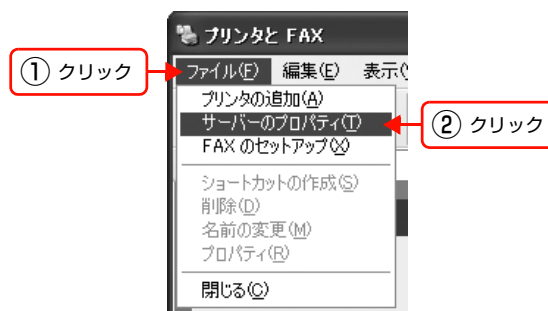 プリンタと FAX
① クリック
ファイル(F) 編集(E) 表示(
プリンタの追加(A)
サーバーのプロパティ(T)
② クリック
FAX のセットアップ(X)
ショートカットの作成(S)
削除(D)
名前の変更(M)
プロパティ(R)
閉じる(C)